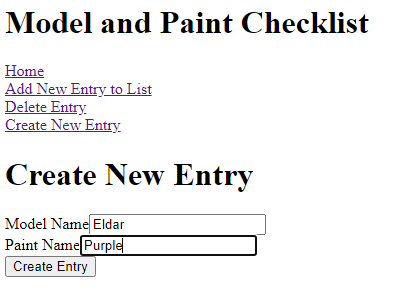 Model and Paint Checklist
Home
Add New Entry to List
Delete Entry
Create New Entry
Create New Entry
Model Name Eldar
Paint Name Purple
Create Entry